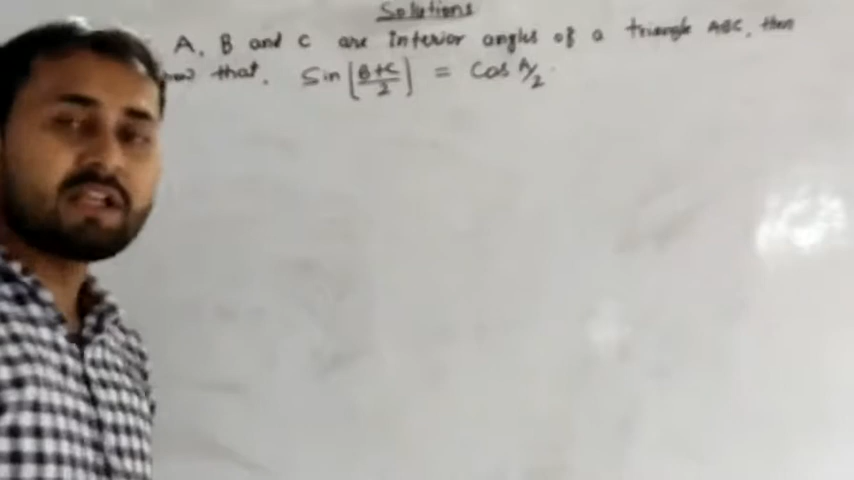 Solutions
A, B and C are interior angles of a triangle ABC, then
that, Sin [B+C/2] = Cos A/2